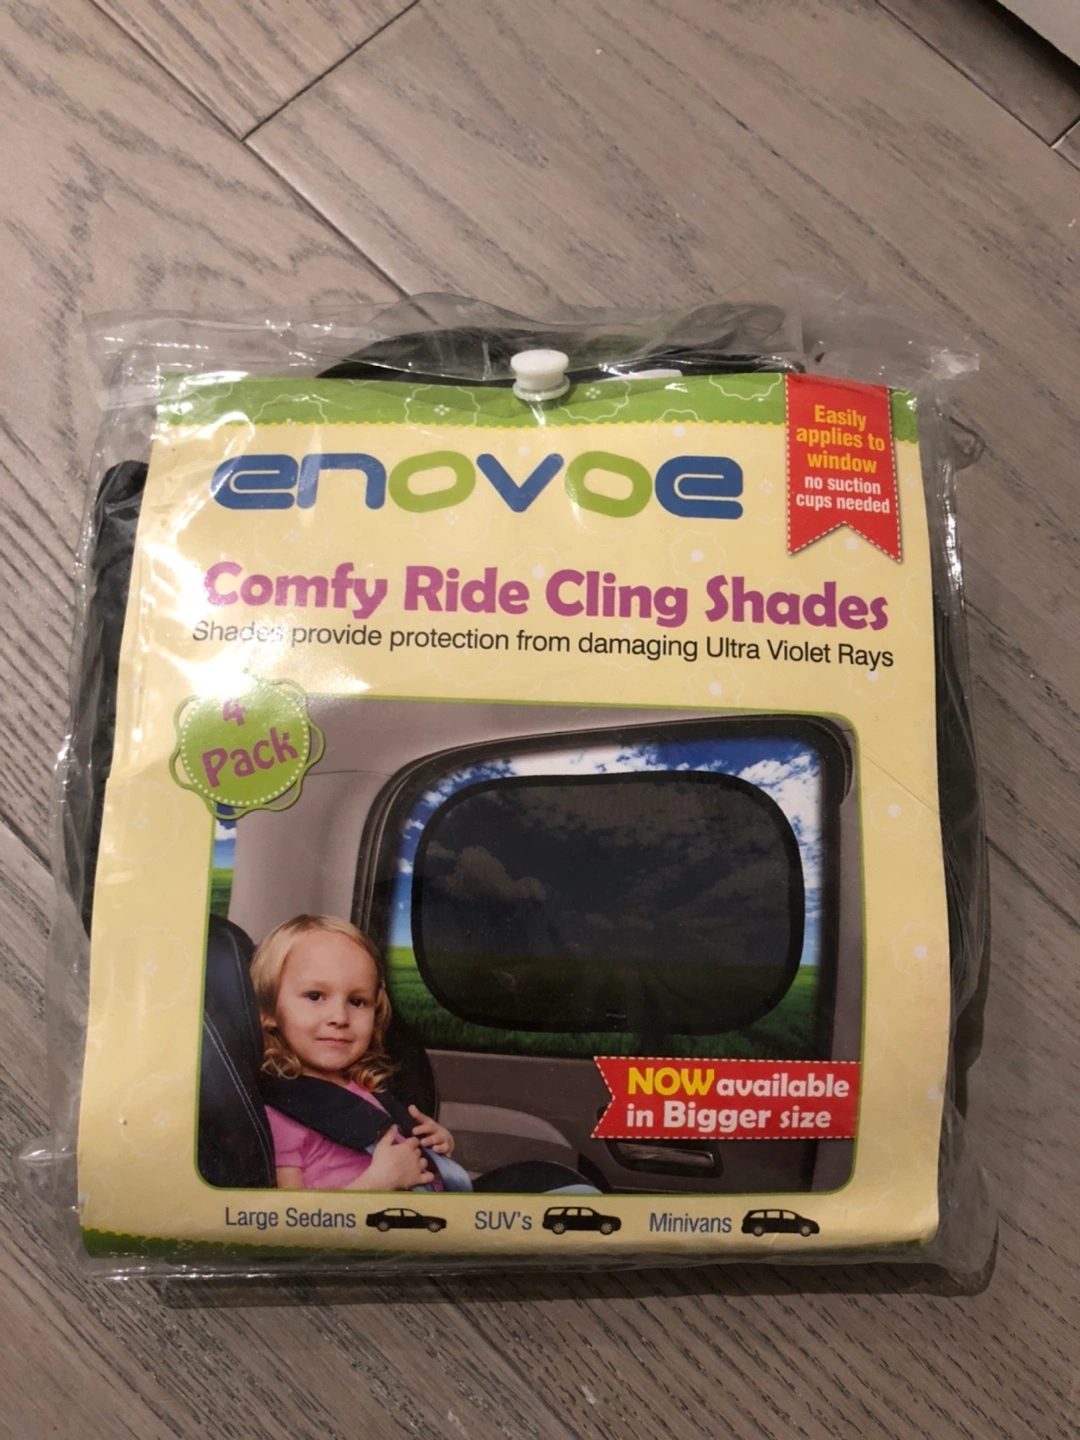 enovoe
Easily
applies to
window
no suction
cups needed
Comfy Ride Cling Shades
Shades provide protection from damaging Ultra Violet Rays
4
Pack
NOW available
in Bigger size
Large Sedans
SUV's
Minivans